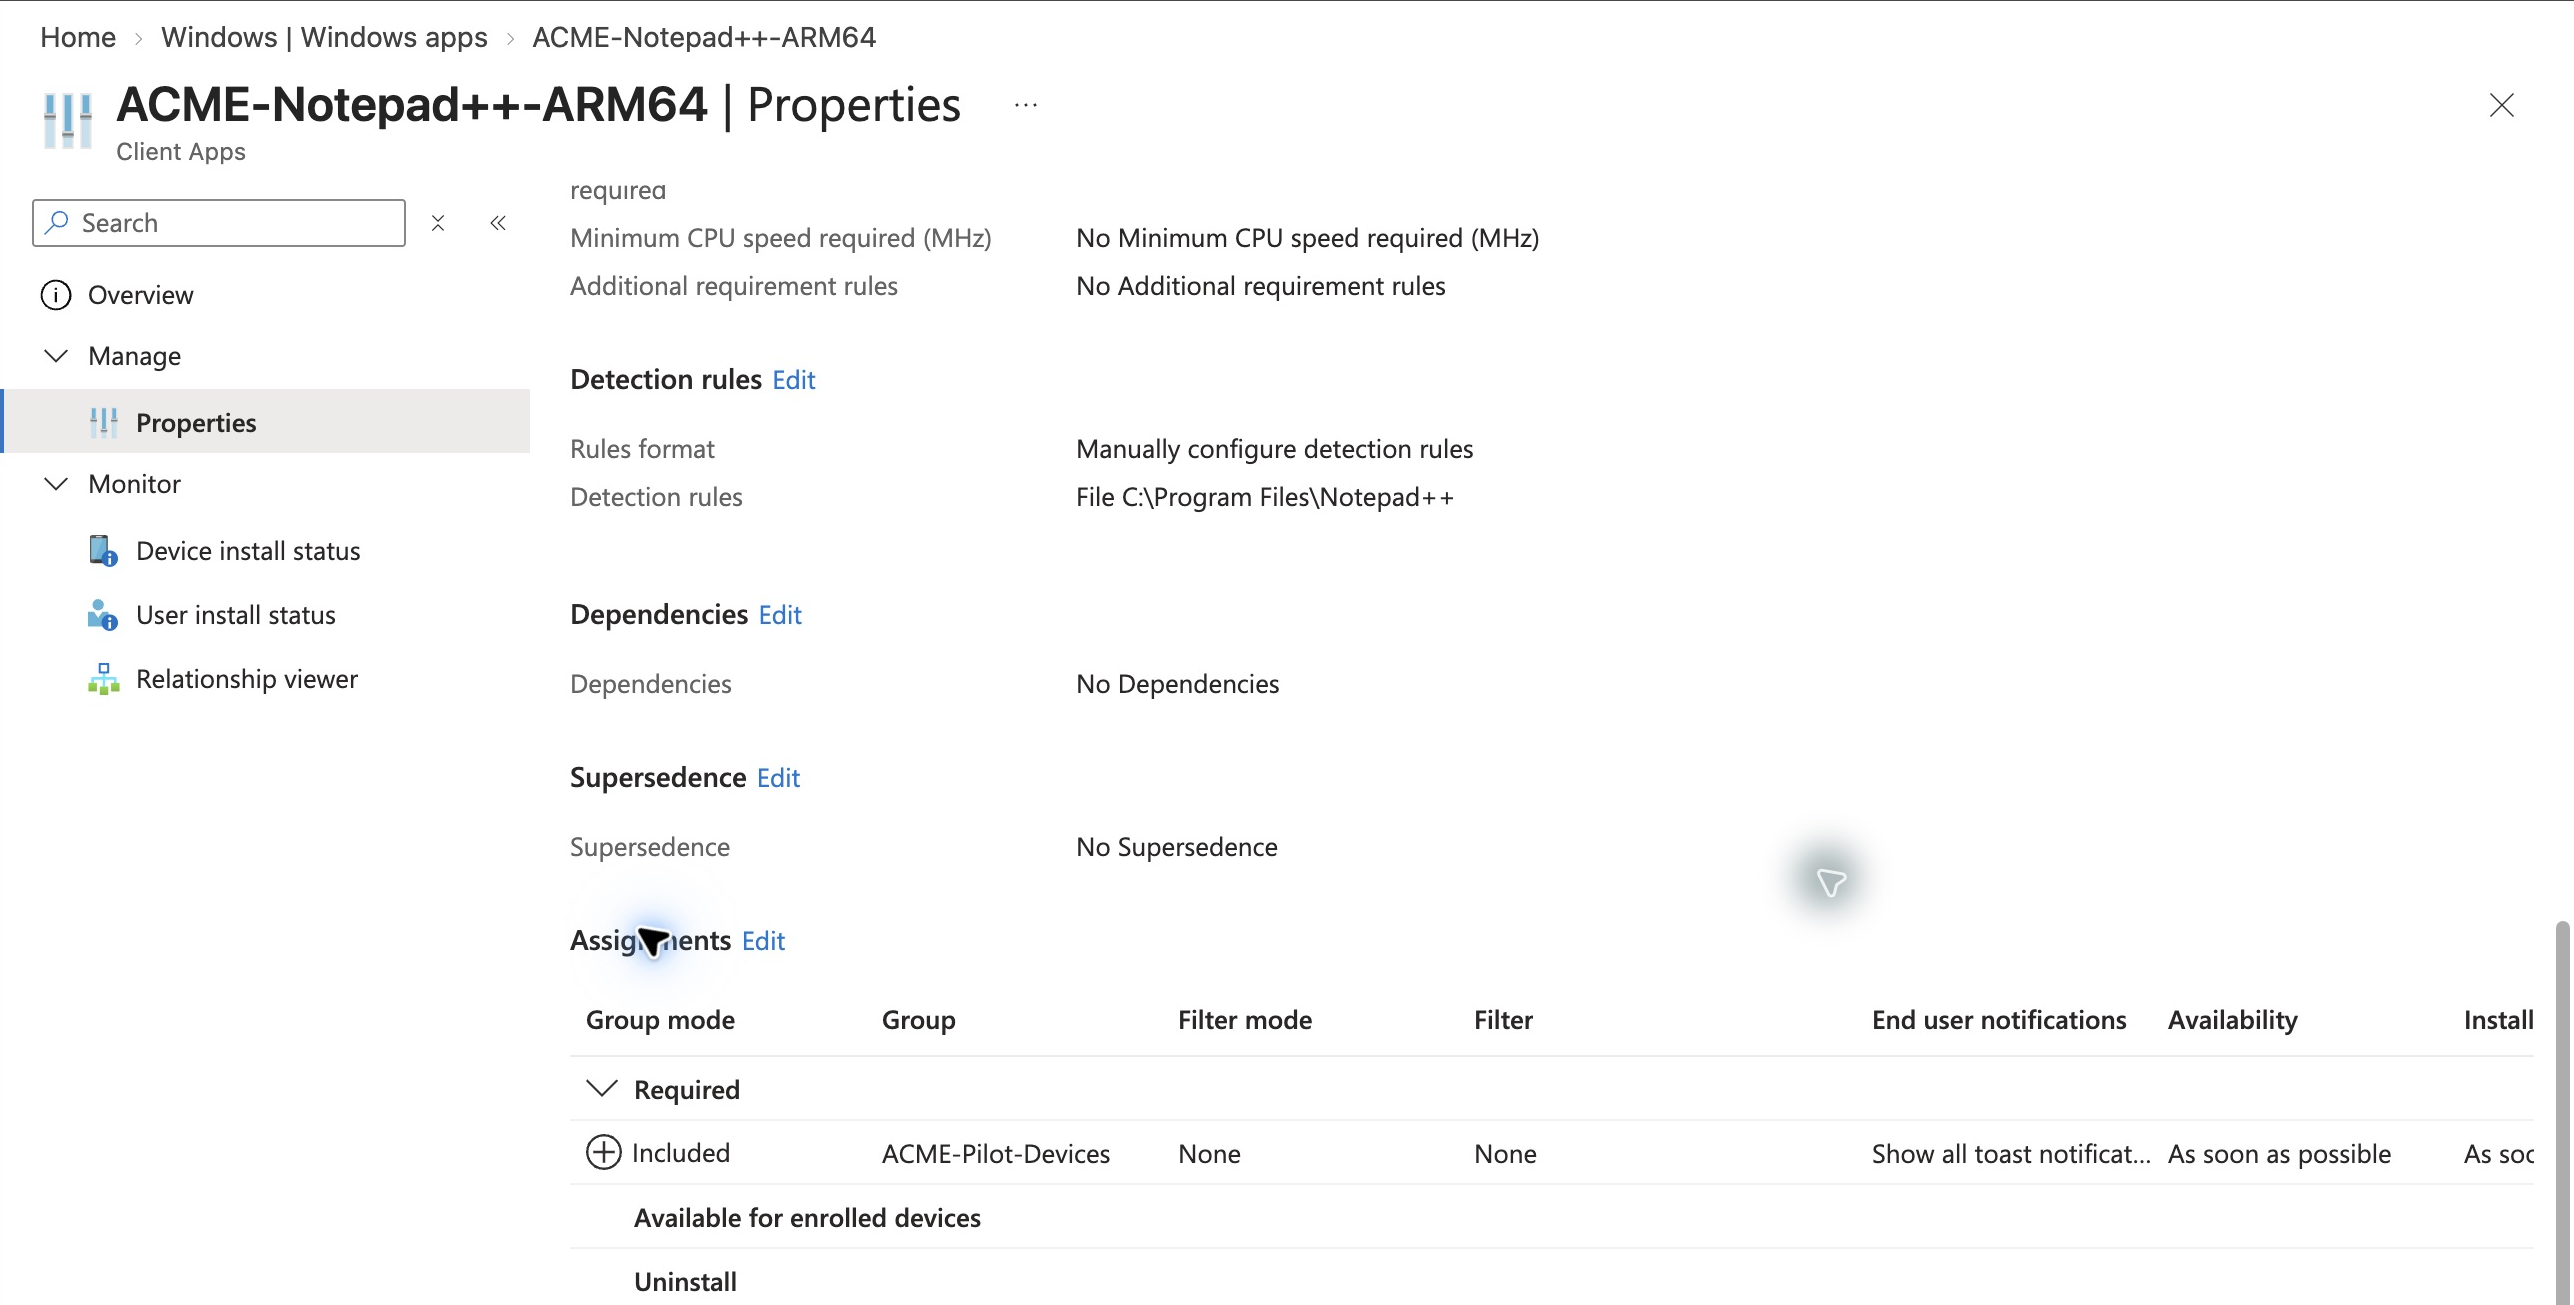 Home > Windows | Windows apps > ACME-Notepad++-ARM64
ACME-Notepad++-ARM64 | Properties ...
Client Apps
Search
Overview
Manage
Properties
Monitor
Device install status
User install status
Relationship viewer
required
Minimum CPU speed required (MHz) No Minimum CPU speed required (MHz)
Additional requirement rules No Additional requirement rules
Detection rules Edit
Rules format Manually configure detection rules
Detection rules File C:\Program Files\Notepad++
Dependencies Edit
Dependencies No Dependencies
Supersedence Edit
Supersedence No Supersedence
Assignments Edit
Group mode Group Filter mode Filter End user notifications Availability Install
Required
Included ACME-Pilot-Devices None None Show all toast notificat... As soon as possible As soo
Available for enrolled devices
Uninstall